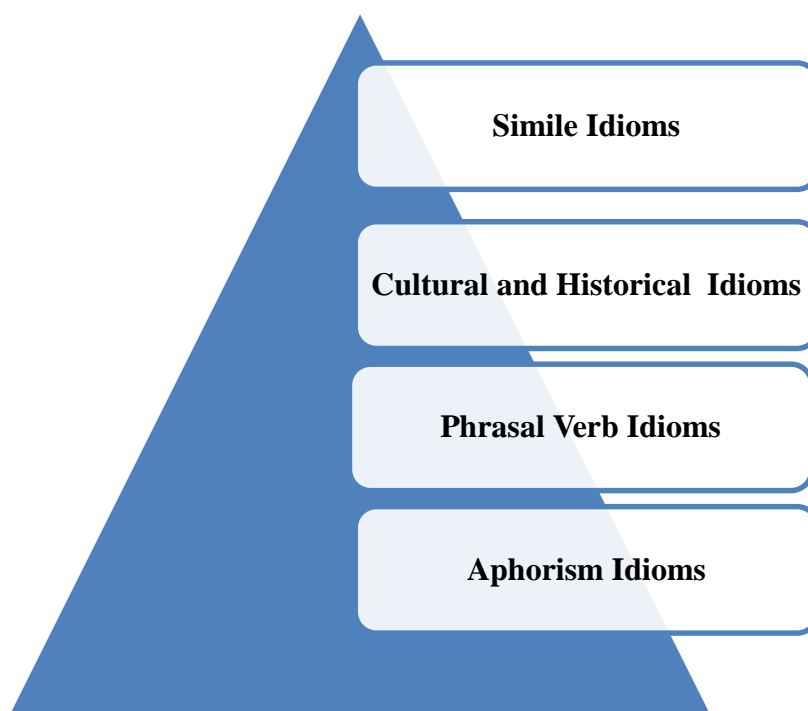 Simile Idioms
Cultural and Historical  Idioms
Phrasal Verb Idioms
Aphorism Idioms